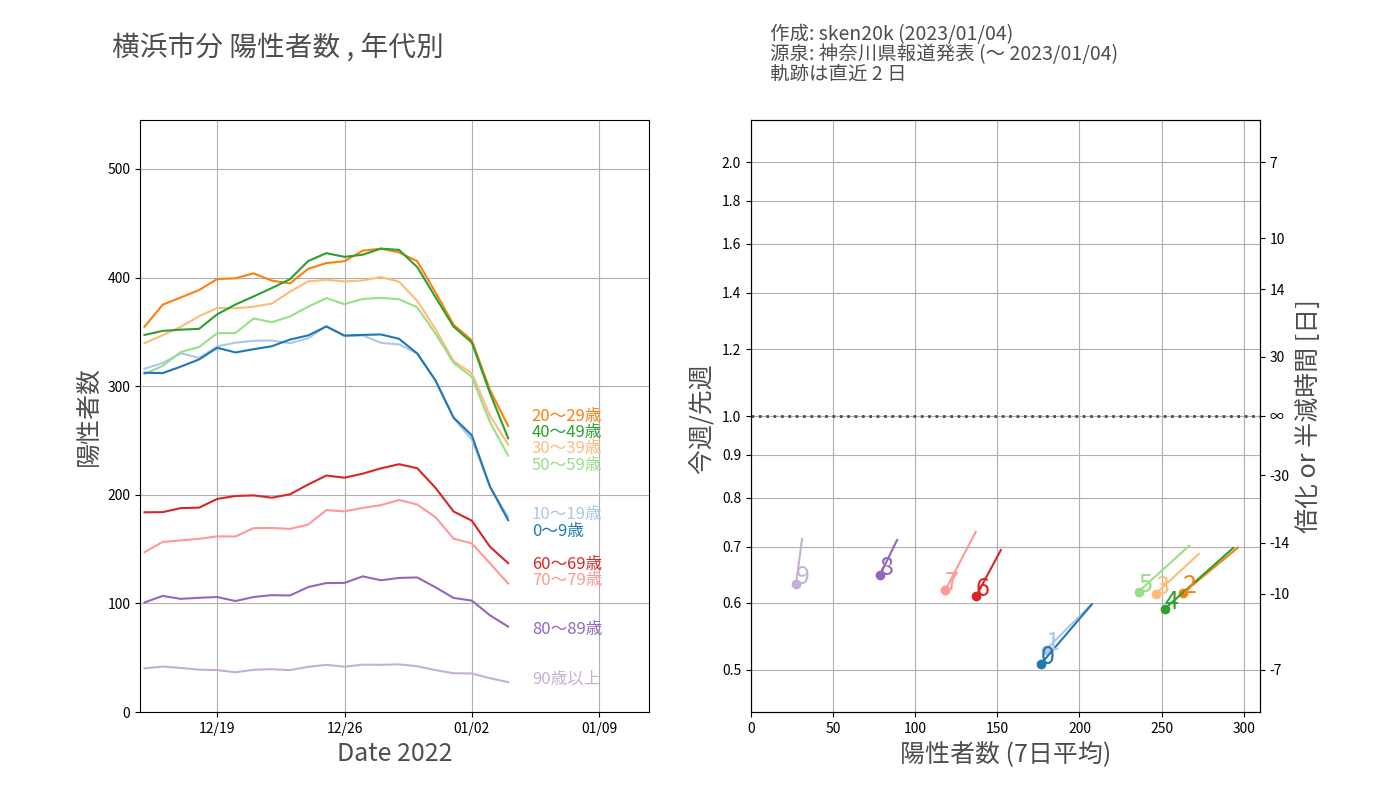 横浜市分 陽性者数 , 年代別
作成: sken20k (2023/01/04)
源泉: 神奈川県報道発表 (〜 2023/01/04)
軌跡は直近 2 日
陽性者数
500
400
300
200
100
0
12/19
12/26
01/02
01/09
Date 2022
20〜29歳
40〜49歳
30〜39歳
50〜59歳
10〜19歳
0〜9歳
60〜69歳
70〜79歳
80〜89歳
90歳以上
今週/先週
2.0
1.8
1.6
1.4
1.2
1.0
0.9
0.8
0.7
0.6
0.5
0
50
100
150
200
250
300
陽性者数 (7日平均)
9
8
7
6
5
3
2
4
1
0
7
10
14
30
∞
-30
-14
-10
-7
倍化 or 半減時間 [日]